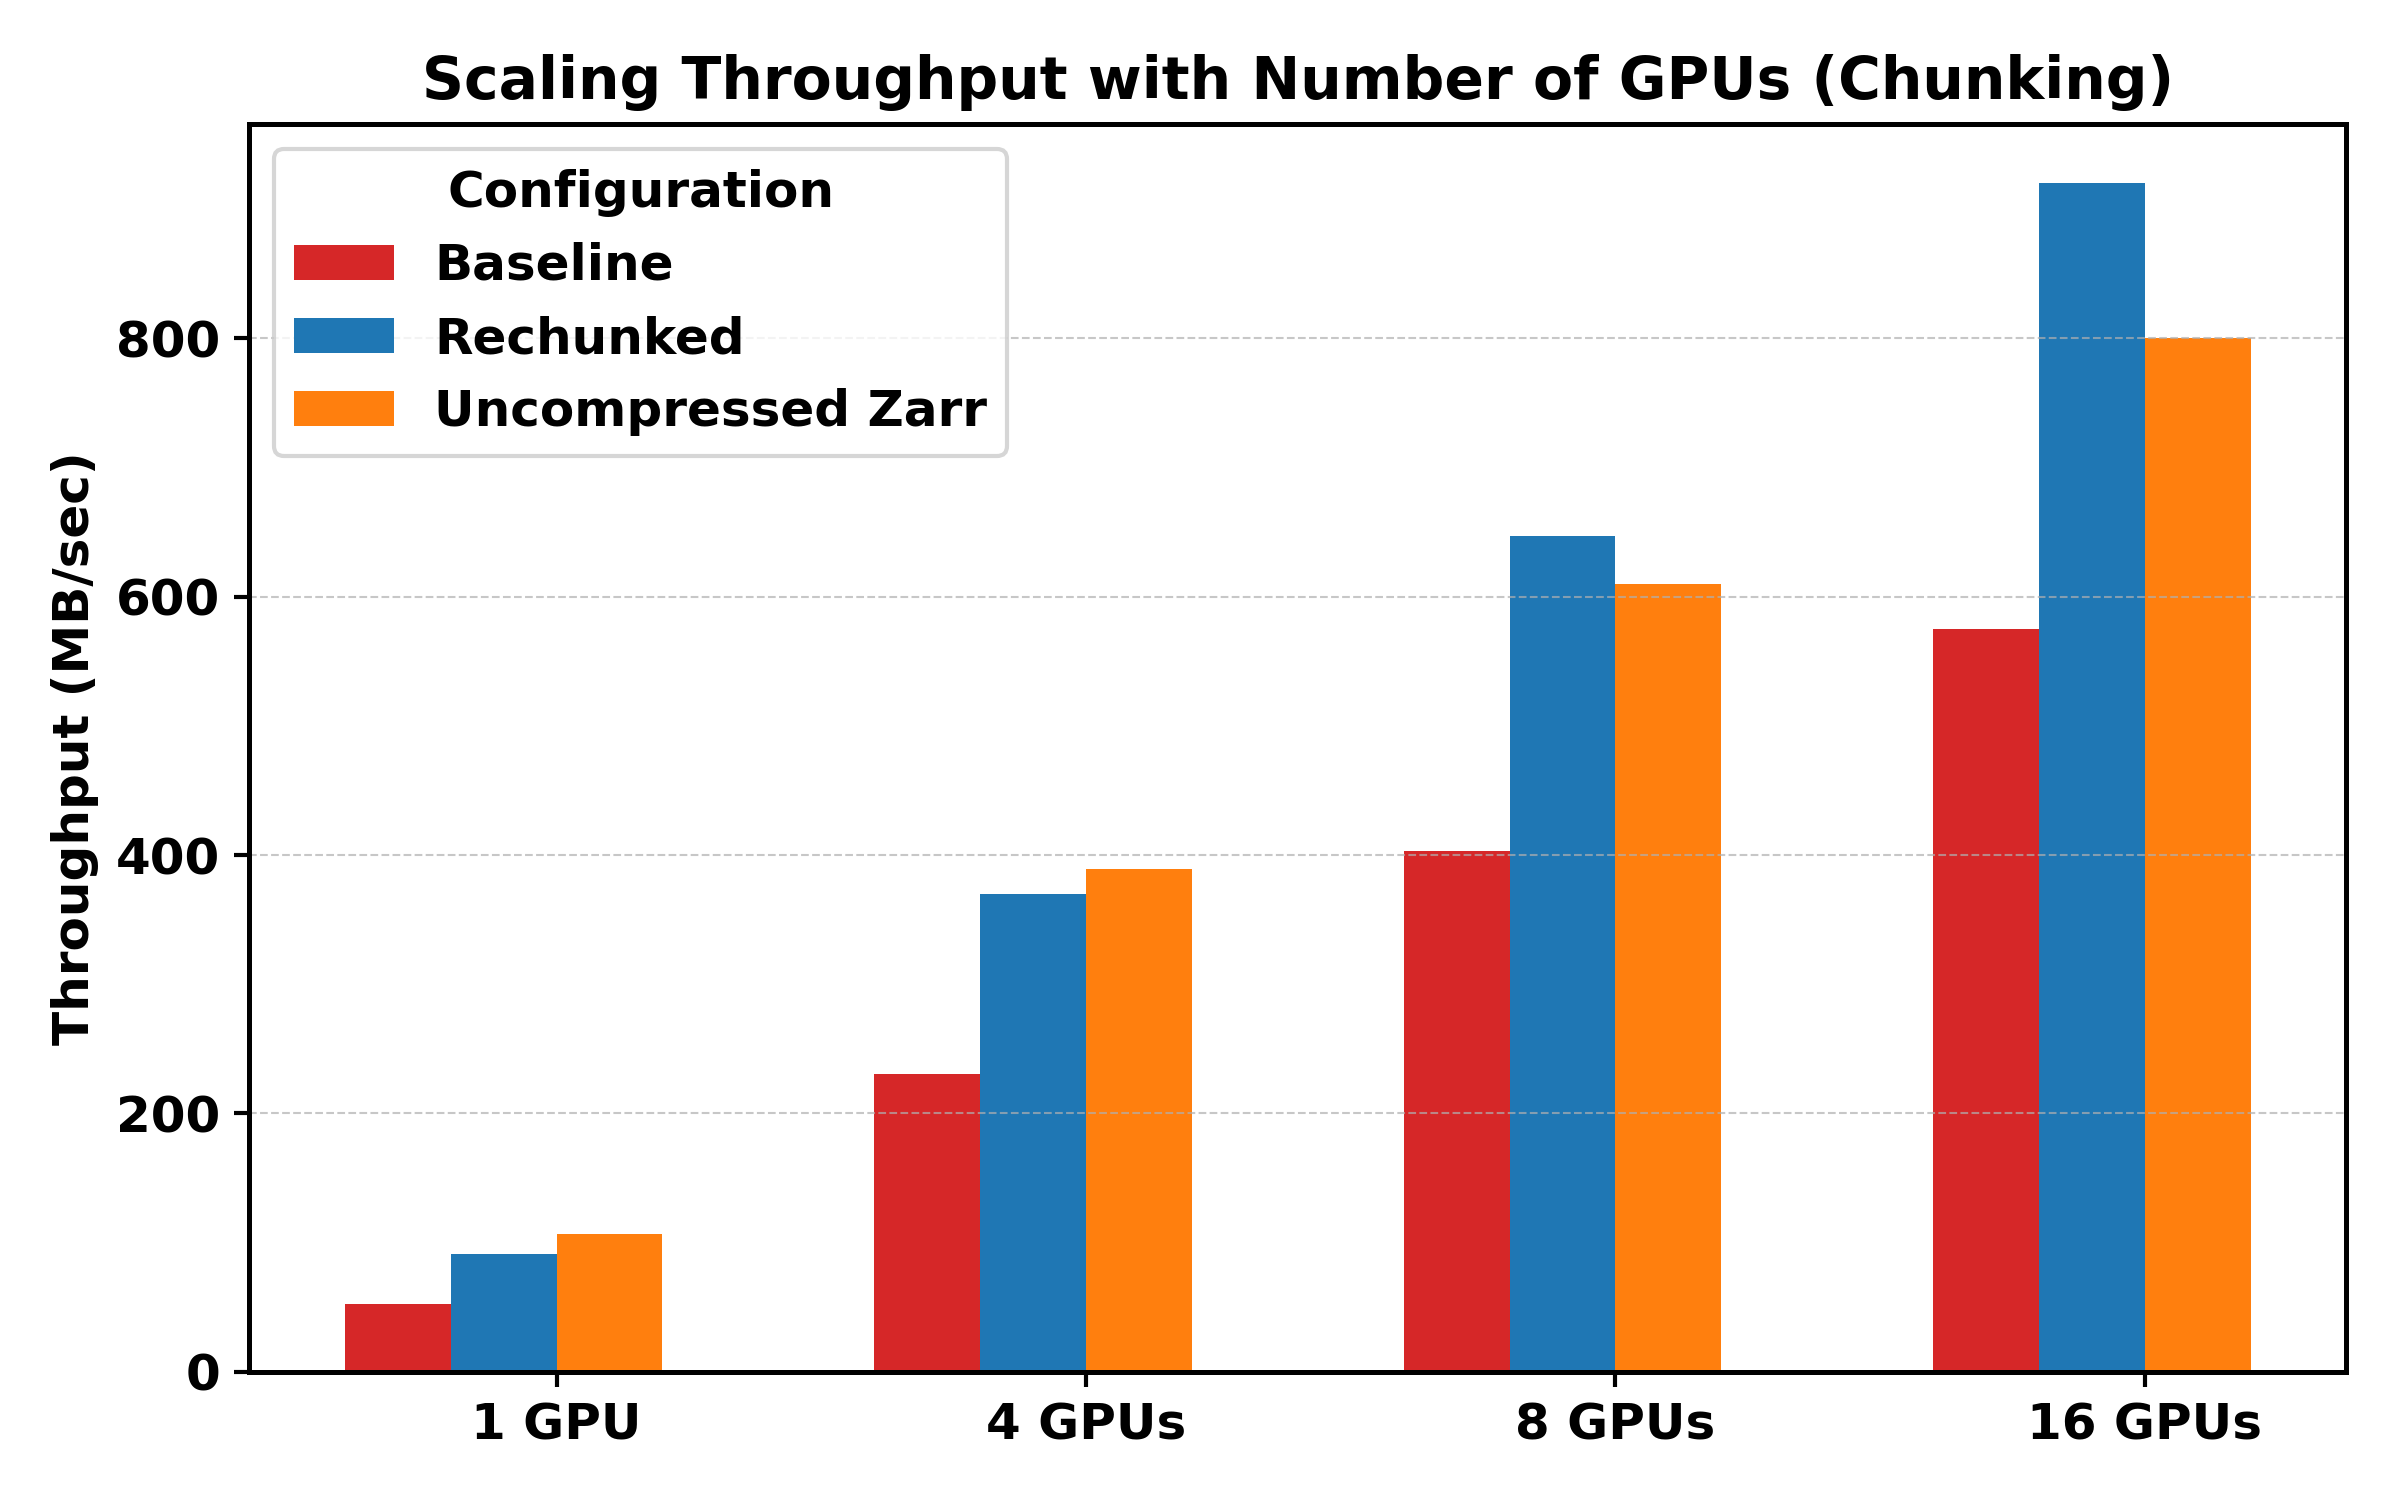 Scaling Throughput with Number of GPUs (Chunking)
Configuration
Baseline
Rechunked
Uncompressed Zarr
Throughput (MB/sec)
800
600
400
200
0
1 GPU
4 GPUs
8 GPUs
16 GPUs